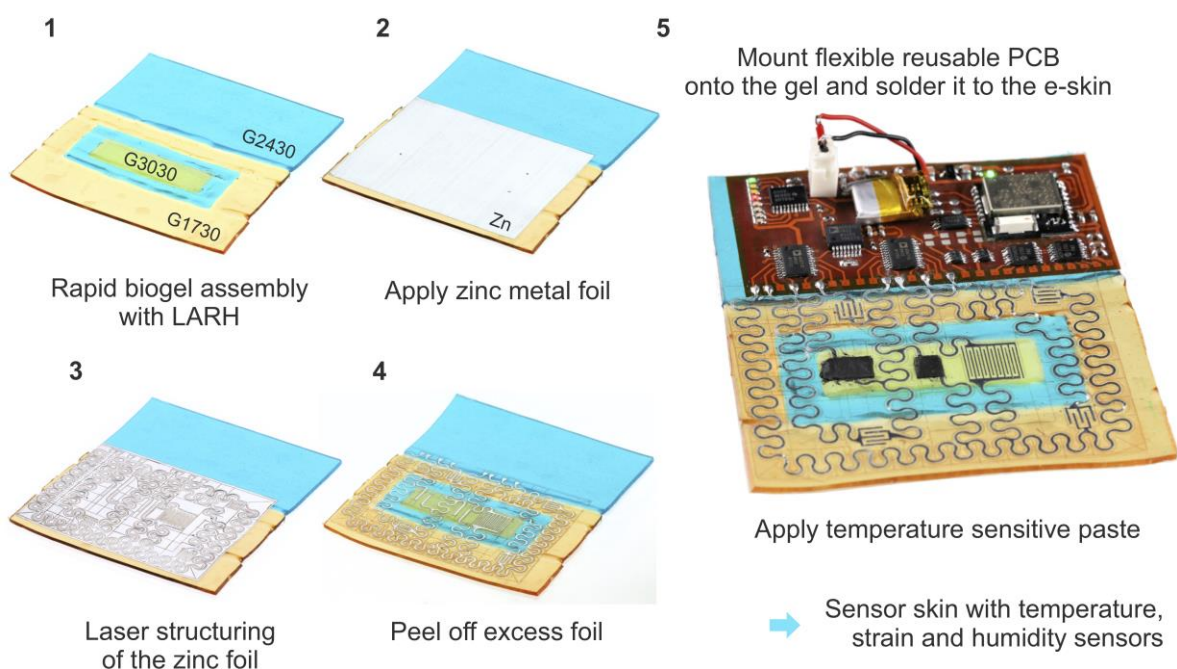 1
G2430
G3030
G1730
Rapid biogel assembly
with LARH
2
Zn
Apply zinc metal foil
3
Laser structuring
of the zinc foil
4
Peel off excess foil
5
Mount flexible reusable PCB
onto the gel and solder it to the e-skin
Apply temperature sensitive paste
Sensor skin with temperature,
strain and humidity sensors